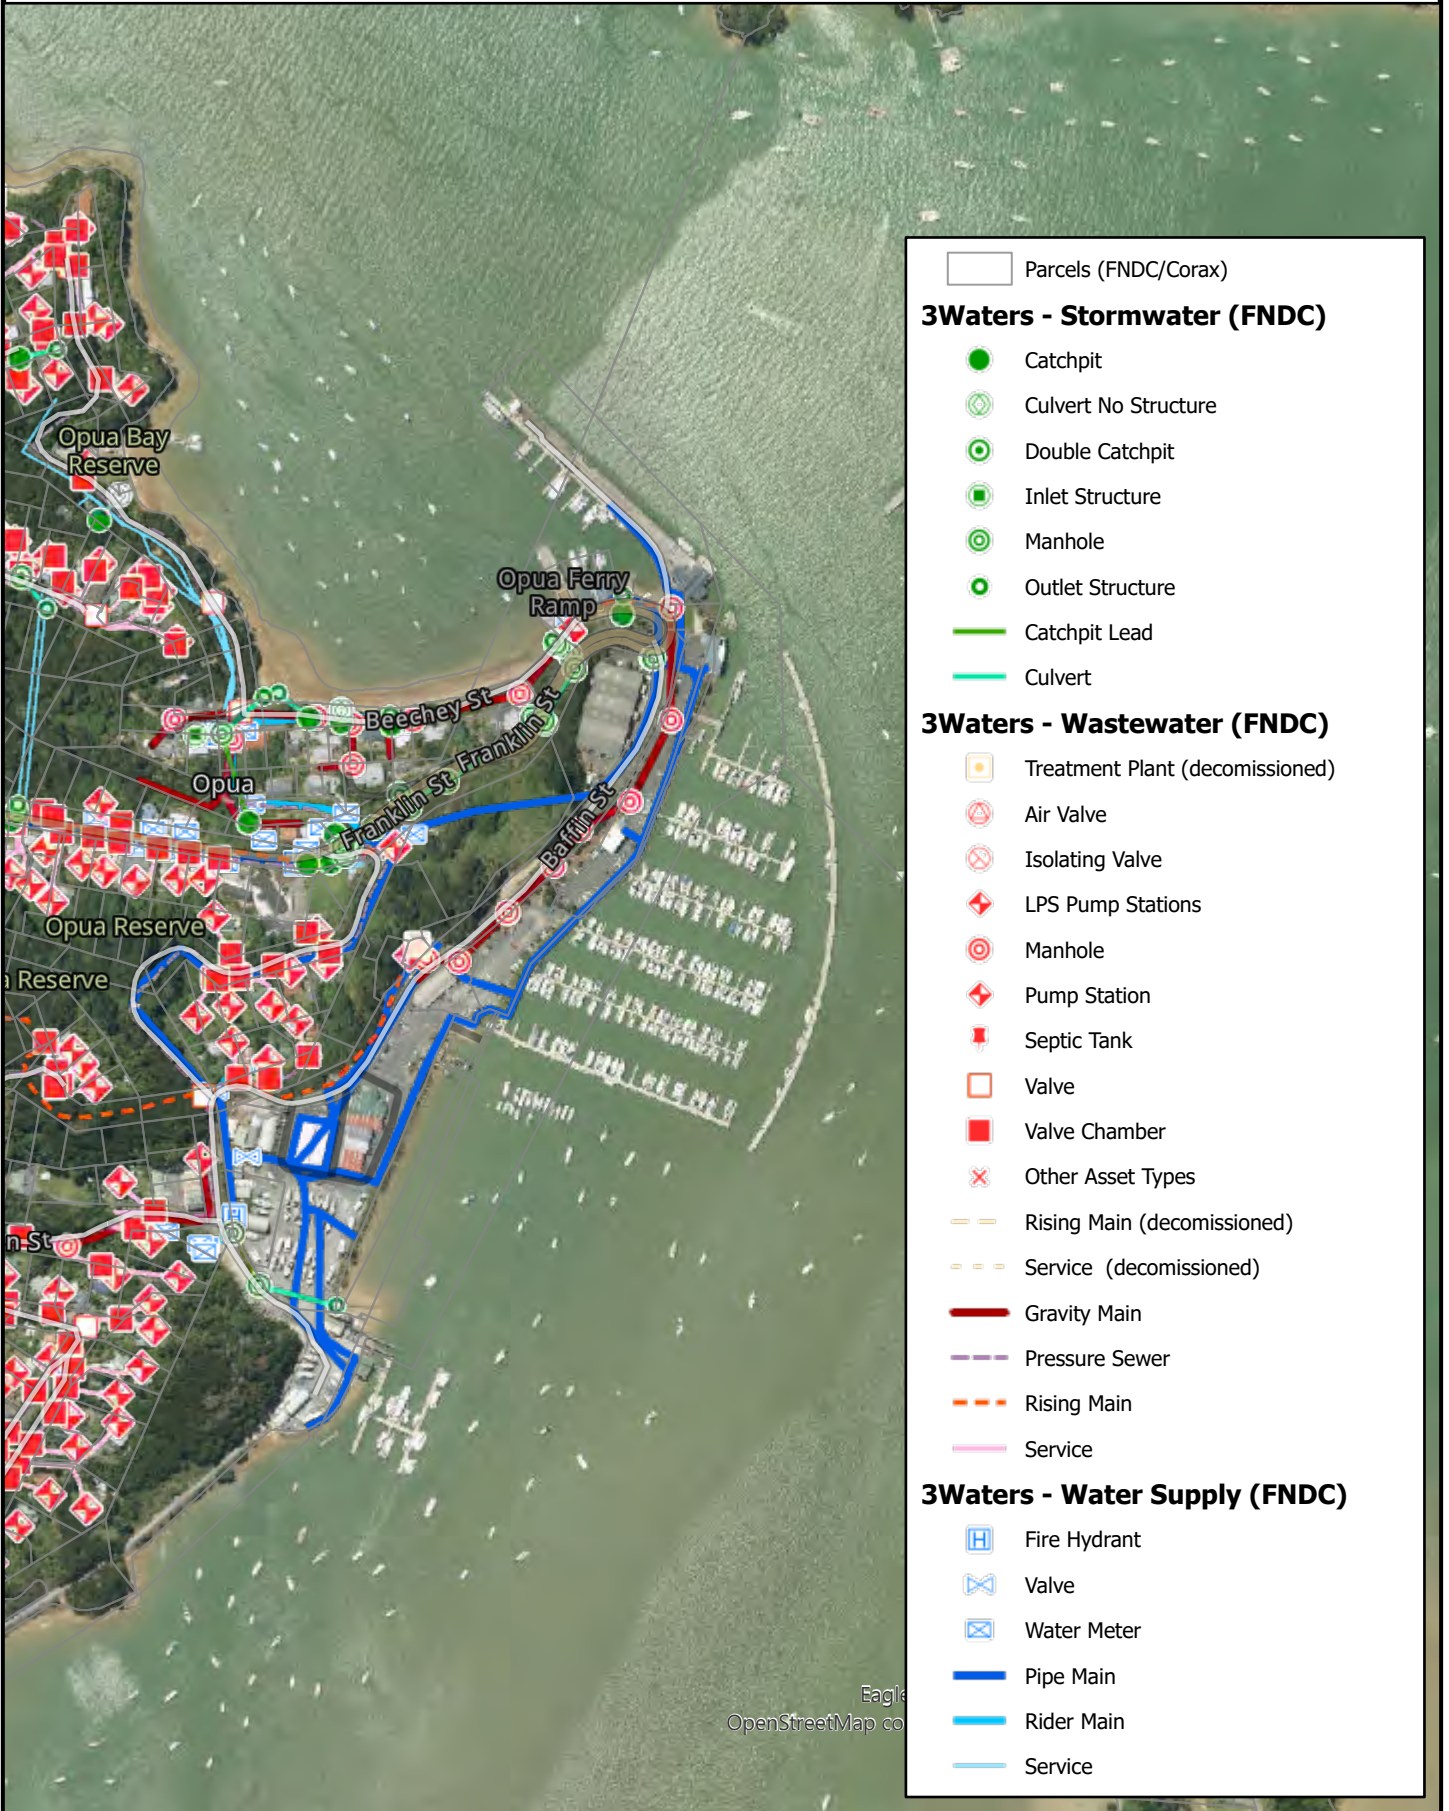 Opua Bay
Reserve
Opua Ferry
Ramp
Beechey St
Franklin St
Franklin St
Opua
Baffin St
Opua Reserve
Reserve
n St
Eagle
OpenStreetMap co
Parcels (FNDC/Corax)
3Waters - Stormwater (FNDC)
Catchpit
Culvert No Structure
Double Catchpit
Inlet Structure
Manhole
Outlet Structure
Catchpit Lead
Culvert
3Waters - Wastewater (FNDC)
Treatment Plant (decomissioned)
Air Valve
Isolating Valve
LPS Pump Stations
Manhole
Pump Station
Septic Tank
Valve
Valve Chamber
Other Asset Types
Rising Main (decomissioned)
Service (decomissioned)
Gravity Main
Pressure Sewer
Rising Main
Service
3Waters - Water Supply (FNDC)
H Fire Hydrant
Valve
Water Meter
Pipe Main
Rider Main
Service
H